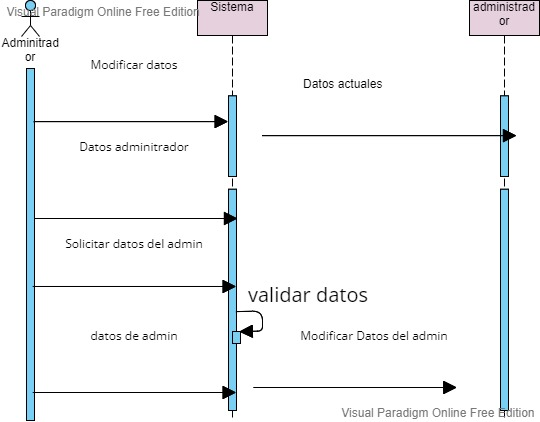 Visual Paradigm Online Free Edition
Sistema
administrad
or
Adminitrad
or
Modificar datos
Datos actuales
Datos adminitrador
Solicitar datos del admin
validar datos
datos de admin
Modificar Datos del admin
Visual Paradigm Online Free Edition